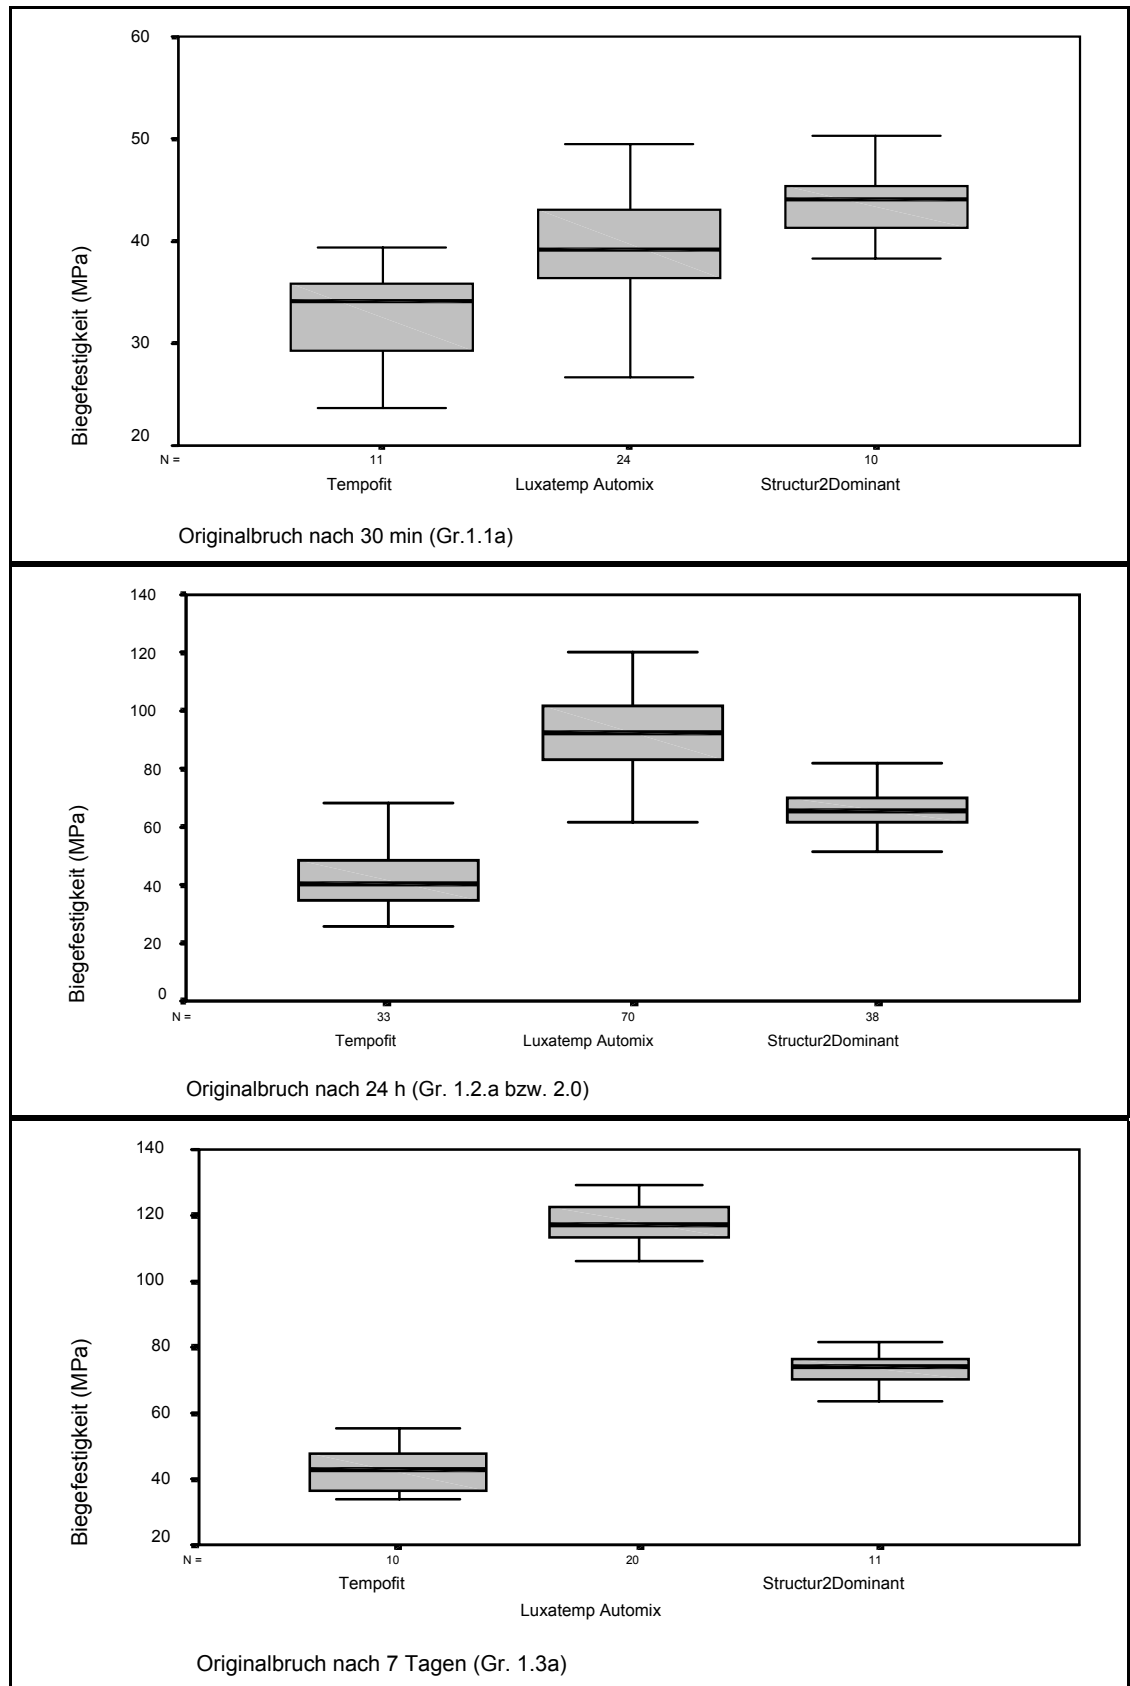 60
50
40
30
20
Biegefestigkeit (MPa)
N = 11 24 10
Tempofit Luxatemp Automix Structur2Dominant
Originalbruch nach 30 min (Gr.1.1a)
140
120
100
80
60
40
20
0
Biegefestigkeit (MPa)
N = 33 70 38
Tempofit Luxatemp Automix Structur2Dominant
Originalbruch nach 24 h (Gr. 1.2.a bzw. 2.0)
140
120
100
80
60
40
20
Biegefestigkeit (MPa)
N = 10 20 11
Tempofit Structur2Dominant
Luxatemp Automix
Originalbruch nach 7 Tagen (Gr. 1.3a)